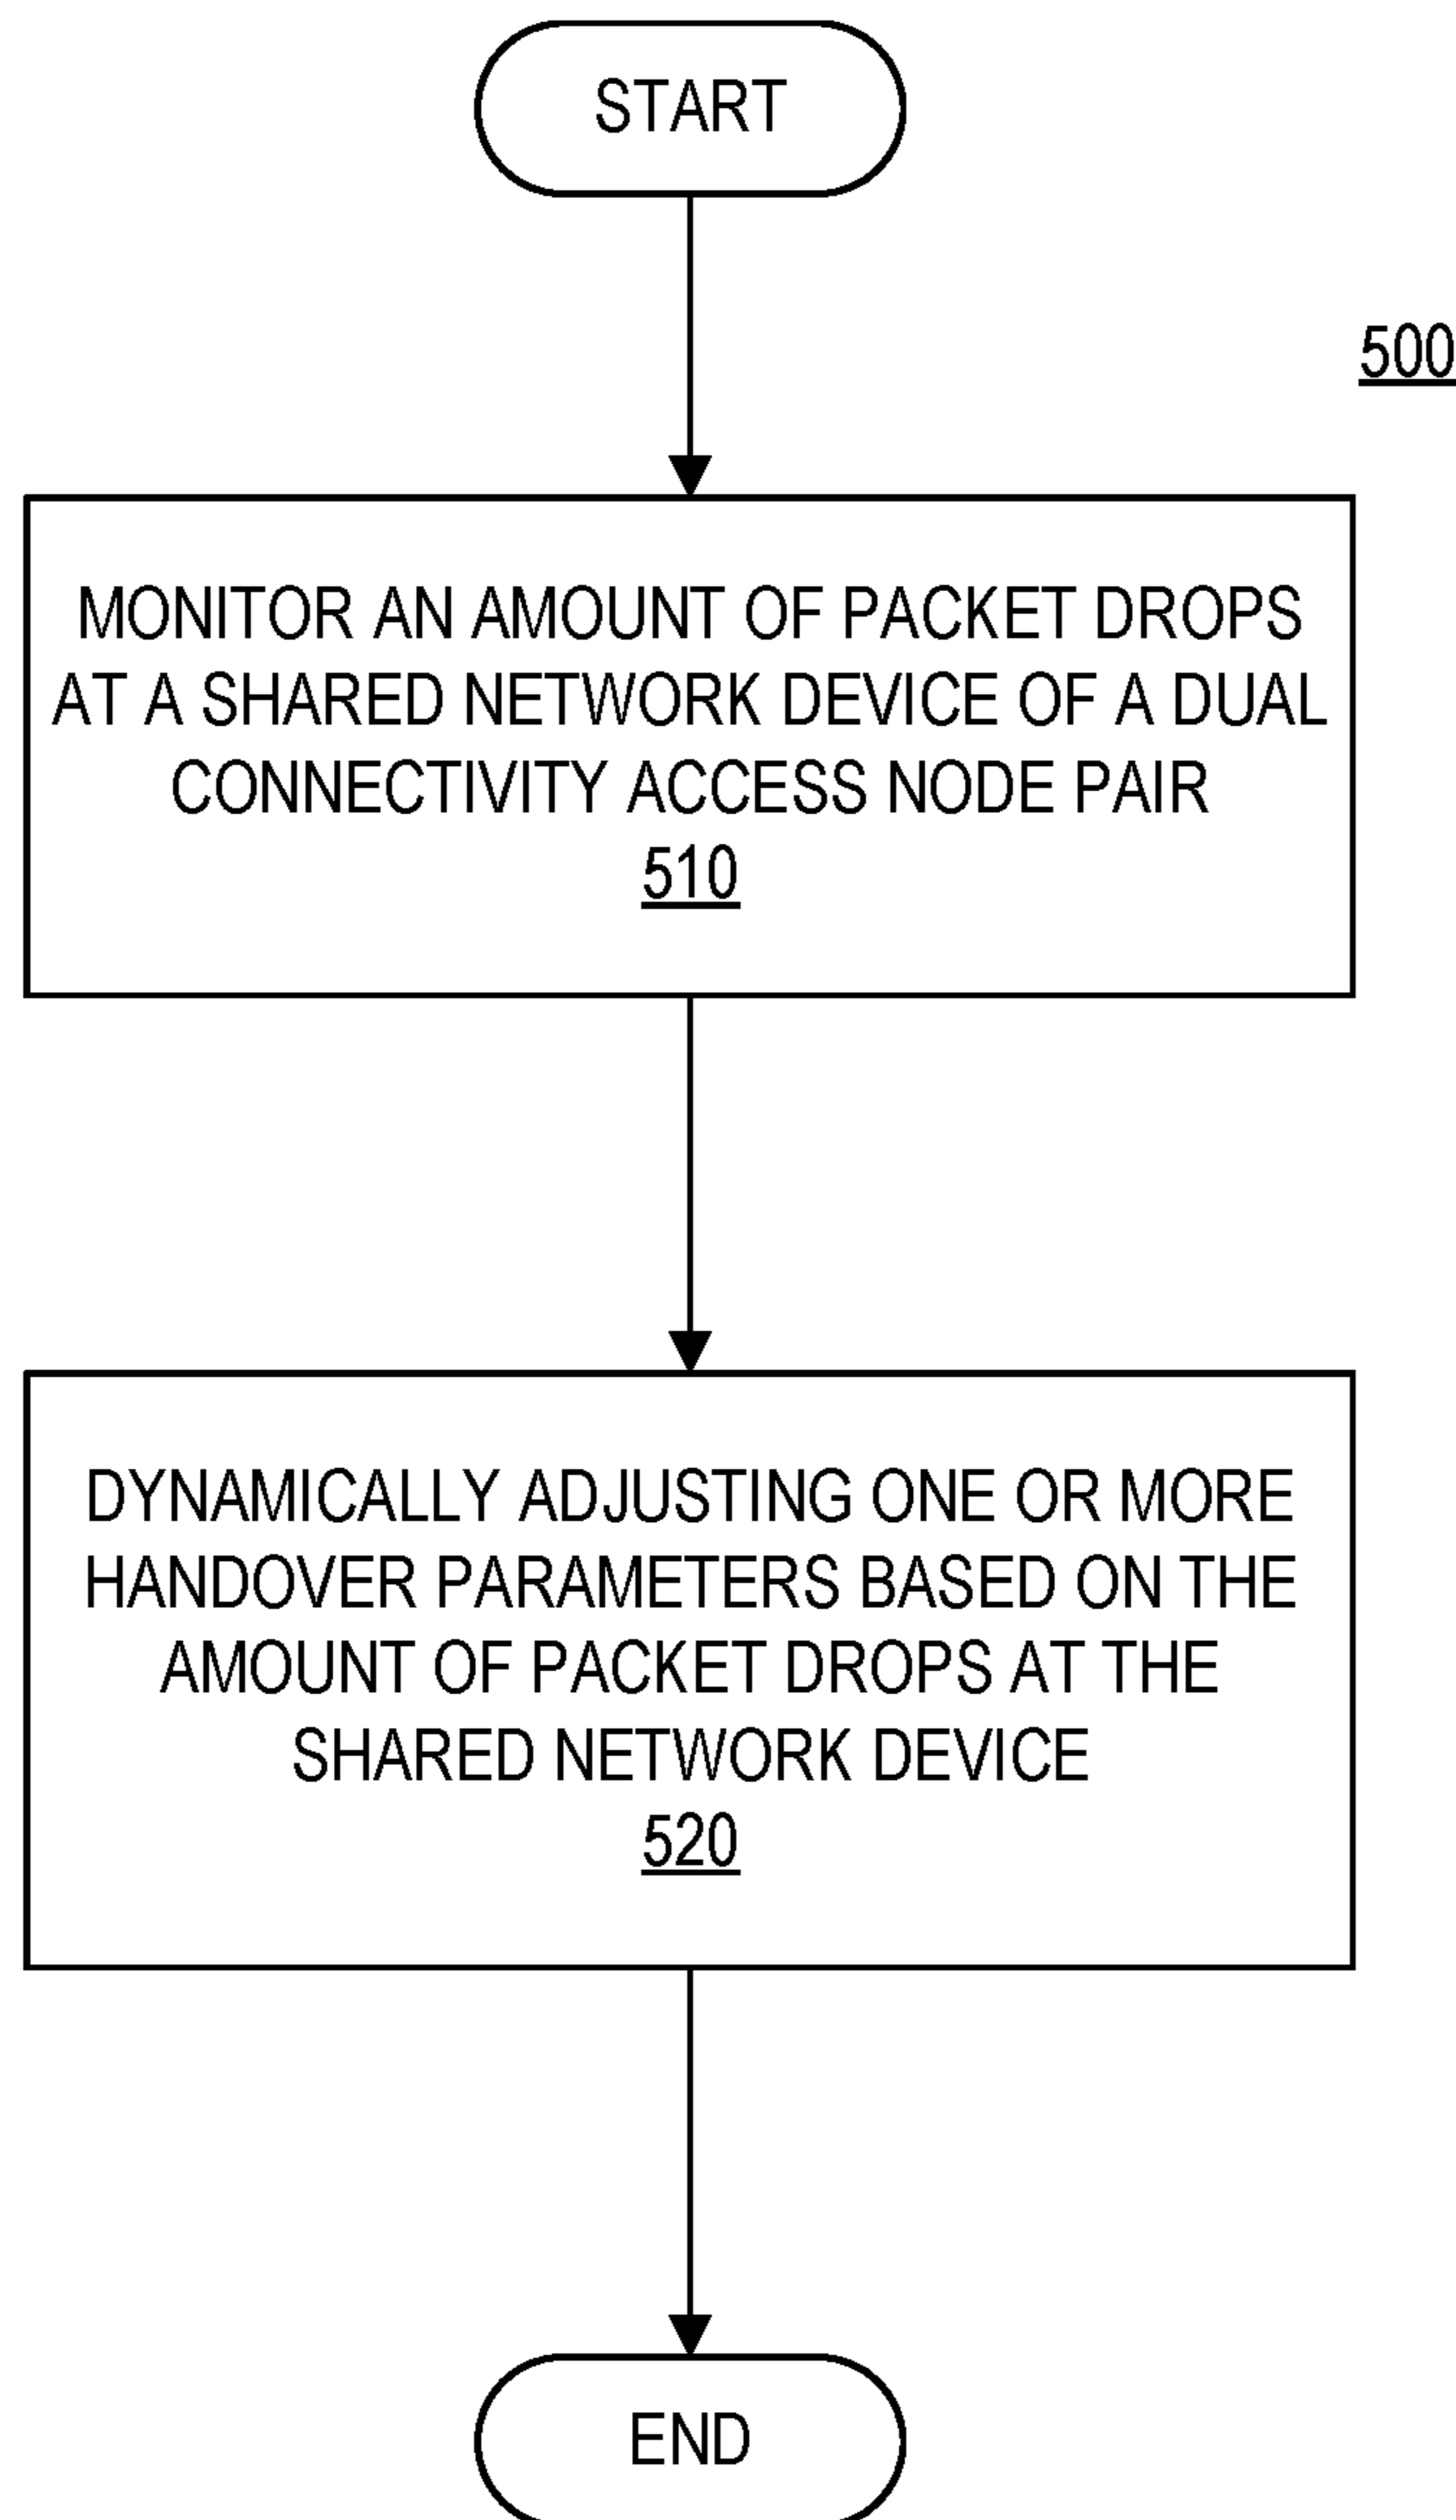 START
500
MONITOR AN AMOUNT OF PACKET DROPS
AT A SHARED NETWORK DEVICE OF A DUAL
CONNECTIVITY ACCESS NODE PAIR
510
DYNAMICALLY ADJUSTING ONE OR MORE
HANDOVER PARAMETERS BASED ON THE
AMOUNT OF PACKET DROPS AT THE
SHARED NETWORK DEVICE
520
END